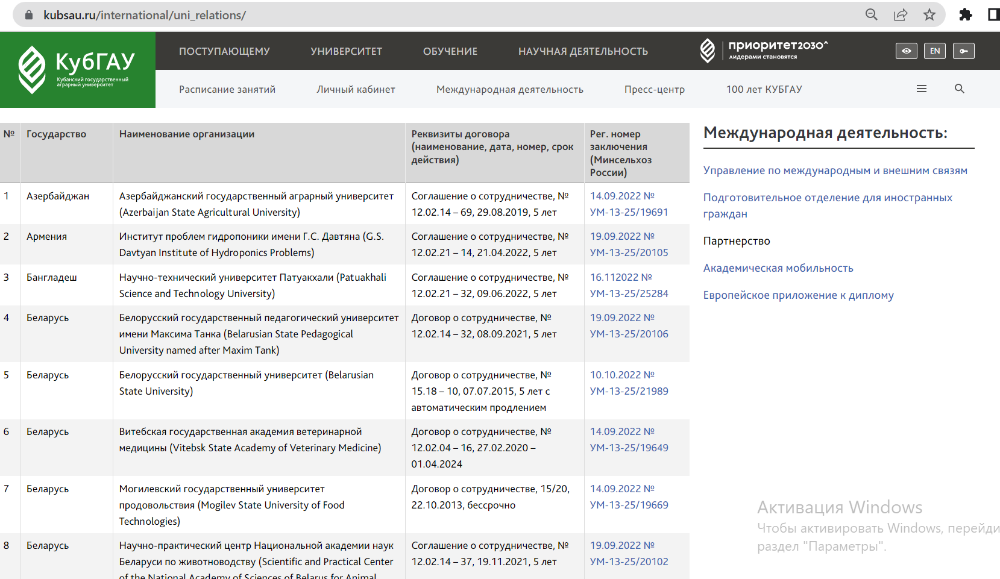 kubsau.ru/international/uni_relations/
КубГАУ
Кубанский государственный
аграрный университет
ПОСТУПАЮЩЕМУ
УНИВЕРСИТЕТ
ОБУЧЕНИЕ
НАУЧНАЯ ДЕЯТЕЛЬНОСТЬ
приоритет2030^
лидерами становятся
EN
Расписание занятий
Личный кабинет
Международная деятельность
Пресс-центр
100 лет КУБГАУ
№
Государство
Наименование организации
Реквизиты договора
(наименование, дата, номер, срок
действия)
Рег. номер
заключения
(Минсельхоз
России)
1
Азербайджан
Азербайджанский государственный аграрный университет
(Azerbaijan State Agricultural University)
Соглашение о сотрудничестве, №
12.02.14 – 69, 29.08.2019, 5 лет
14.09.2022 №
УМ-13-25/19691
2
Армения
Институт проблем гидропоники имени Г.С. Давтяна (G.S.
Davtyan Institute of Hydroponics Problems)
Соглашение о сотрудничестве, №
12.02.21 – 14, 21.04.2022, 5 лет
19.09.2022 №
УМ-13-25/20105
3
Бангладеш
Научно-технический университет Патуакхали (Patuakhali
Science and Technology University)
Соглашение о сотрудничестве, №
12.02.21 – 32, 09.06.2022, 5 лет
16.112022 №
УМ-13-25/25284
4
Беларусь
Белорусский государственный педагогический университет
имени Максима Танка (Belarusian State Pedagogical
University named after Maxim Tank)
Договор о сотрудничестве, №
12.02.14 – 32, 08.09.2021, 5 лет
19.09.2022 №
УМ-13-25/20106
5
Беларусь
Белорусский государственный университет (Belarusian
State University)
Договор о сотрудничестве, №
15.18 – 10, 07.07.2015, 5 лет с
автоматическим продлением
10.10.2022 №
УМ-13-25/21989
6
Беларусь
Витебская государственная академия ветеринарной
медицины (Vitebsk State Academy of Veterinary Medicine)
Договор о сотрудничестве, №
12.02.04 – 16, 27.02.2020 –
01.04.2024
14.09.2022 №
УМ-13-25/19649
7
Беларусь
Могилевский государственный университет
продовольствия (Mogilev State University of Food
Technologies)
Договор о сотрудничестве, 15/20,
22.10.2013, бессрочно
14.09.2022 №
УМ-13-25/19669
8
Беларусь
Научно-практический центр Национальной академии наук
Беларуси по животноводству (Scientific and Practical Center
of the National Academy of Sciences of Belarus for Animal
Соглашение о сотрудничестве, №
12.02.14 – 37, 19.11.2021, 5 лет
19.09.2022 №
УМ-13-25/20102
Международная деятельность:
Управление по международным и внешним связям
Подготовительное отделение для иностранных
граждан
Партнерство
Академическая мобильность
Европейское приложение к диплому
Активация Windows
Чтобы активировать Windows, перейди
раздел "Параметры".